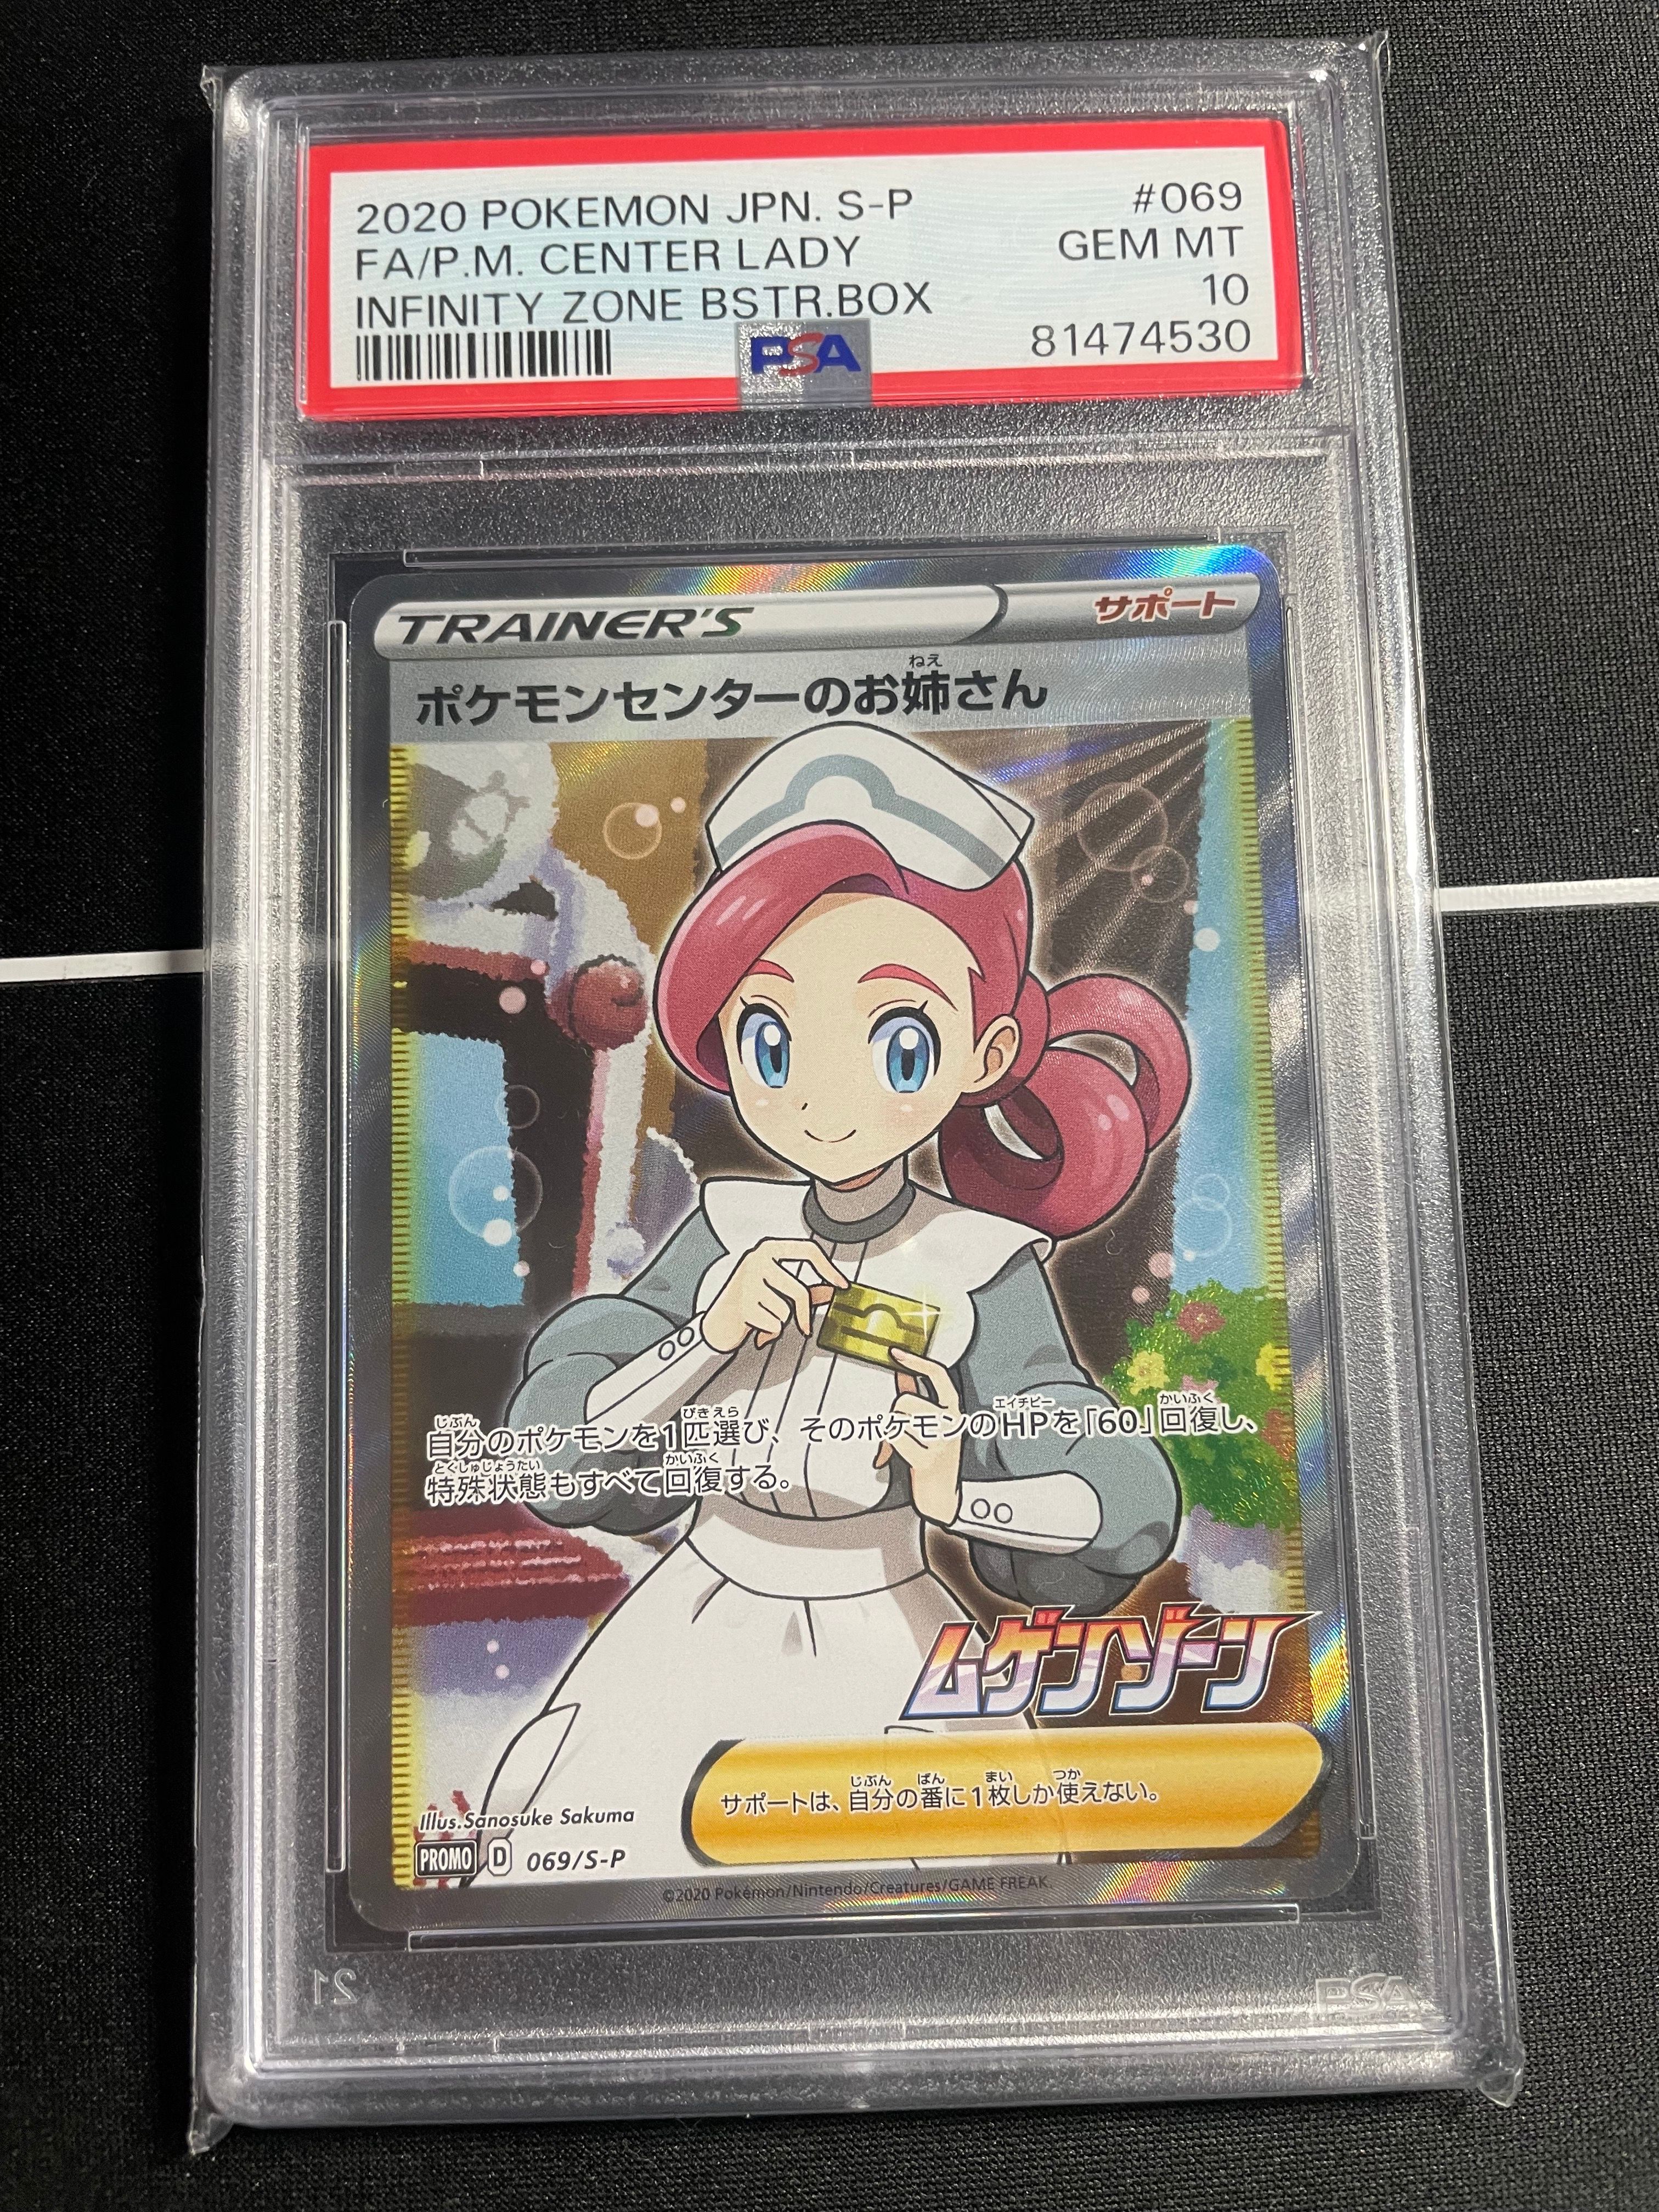 2020 POKEMON JPN. S-P #069
FA/P.M. CENTER LADY GEM MT
INFINITY ZONE BSTR.BOX 10
PSA 81474530
TRAINER'S サポート
ねえ
ポケモンセンターのお姉さん
じぶん びきえら エイチピー かいふく
自分のポケモンを1匹選び、そのポケモンのHPを「60」回復し、
とくしゅじょうたい かいふく
特殊状態もすべて回復する。
ムゲンゾーン
じぶん ばん まい つか
サポートは、自分の番に1枚しか使えない。
Illus.Sanosuke Sakuma
PROMO D 069/S-P
©2020 Pokémon/Nintendo/Creatures/GAME FREAK.
21 PSA